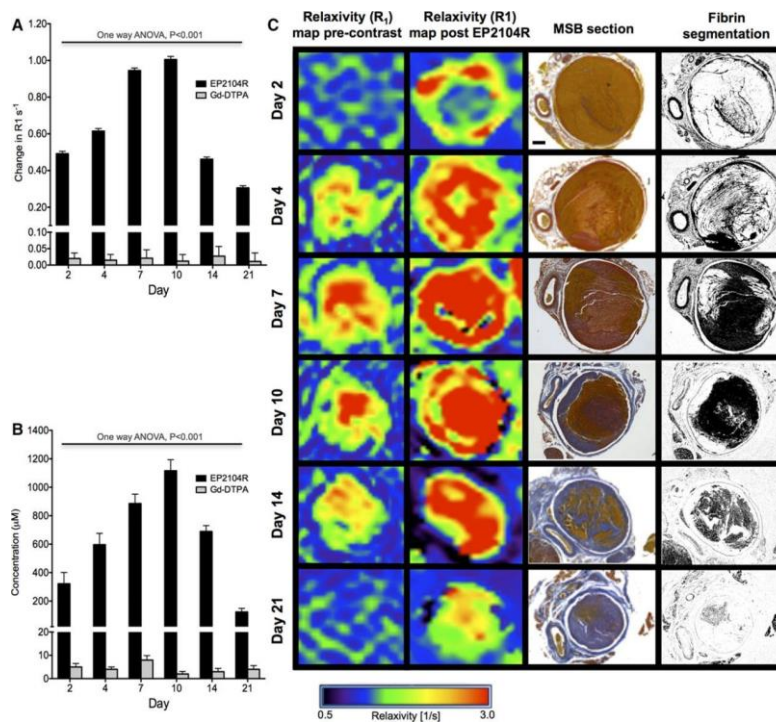 A
One way ANOVA, P<0.001
EP2104R
Gd-DTPA
Change in R1 s⁻¹
1.20
1.00
0.80
0.60
0.40
0.20
0.10
0.05
0.00
2 4 7 10 14 21
Day
B
One way ANOVA, P<0.001
EP2104R
Gd-DTPA
Concentration (µM)
1400
1200
1000
800
600
400
200
20
10
0
2 4 7 10 14 21
Day
C
Relaxivity (R₁)
map pre-contrast
Relaxivity (R1)
map post EP2104R
MSB section
Fibrin
segmentation
Day 2
Day 4
Day 7
Day 10
Day 14
Day 21
0.5 Relaxivity [1/s] 3.0